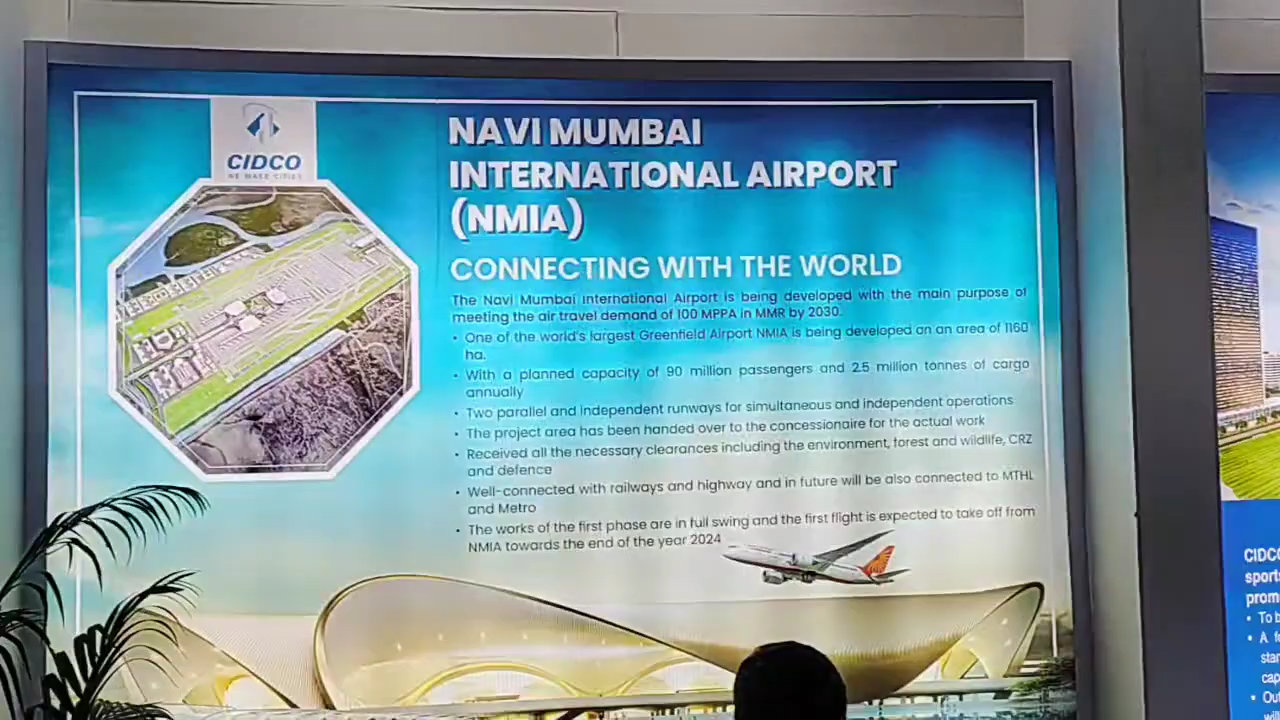 CIDCO
WE MAKE CITIES
NAVI MUMBAI
INTERNATIONAL AIRPORT
(NMIA)
CONNECTING WITH THE WORLD
The Navi Mumbai International Airport is being developed with the main purpose of
meeting the air travel demand of 100 MPPA in MMR by 2030.
• One of the world's largest Greenfield Airport NMIA is being developed on an area of 1160
ha.
• With a planned capacity of 90 million passengers and 2.5 million tonnes of cargo
annually
• Two parallel and independent runways for simultaneous and independent operations
• The project area has been handed over to the concessionaire for the actual work
• Received all the necessary clearances including the environment, forest and wildlife, CRZ
and defence
• Well-connected with railways and highway and in future will be also connected to MTHL
and Metro
• The works of the first phase are in full swing and the first flight is expected to take off from
NMIA towards the end of the year 2024
CIDCO
sports
prom
• To b
• A
star
cap
• Ou